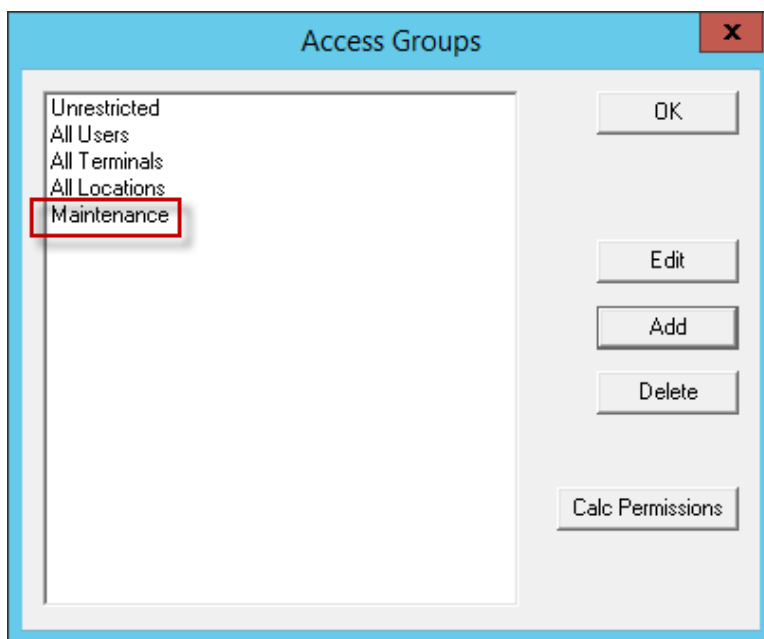 Access Groups
x
Unrestricted
All Users
All Terminals
All Locations
Maintenance
OK
Edit
Add
Delete
Calc Permissions